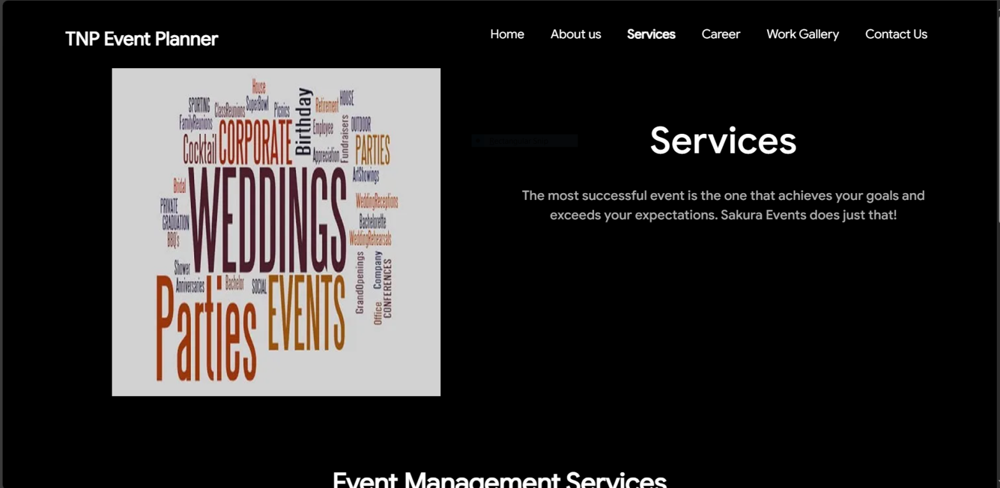 TNP Event Planner
Home About us Services Career Work Gallery Contact Us
House
SPORTING
ClassReunions
SuperBowl
Picnics
Birthday
Retirement
HOUSE
FamilyReunions
CORPORATE
Employee
Fundraisers
OUTDOOR
Cocktail
Appreciation
PARTIES
ArtShowings
WEDDINGS
Bridal
PRIVATE
GRADUATION
BBQ's
WeddingReceptions
Bachelorette
WeddingRehearsals
Shower
Anniversaries
Bachelor
SOCIAL
Parties
EVENTS
GrandOpenings
Company
Office
CONFERENCES
Services
The most successful event is the one that achieves your goals and
exceeds your expectations. Sakura Events does just that!
Event Management Services